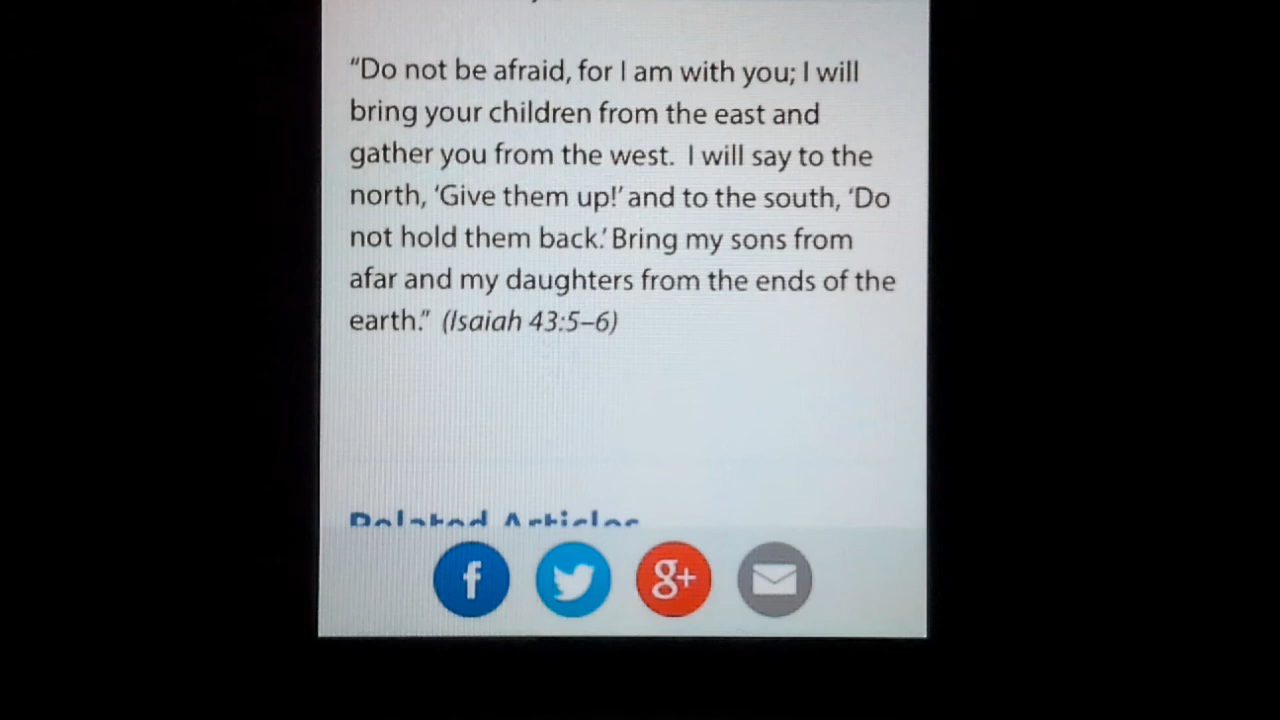 “Do not be afraid, for I am with you; I will
bring your children from the east and
gather you from the west.  I will say to the
north, ‘Give them up!’ and to the south, ‘Do
not hold them back.’ Bring my sons from
afar and my daughters from the ends of the
earth.”  (Isaiah 43:5–6)
Related Articles
f
g+